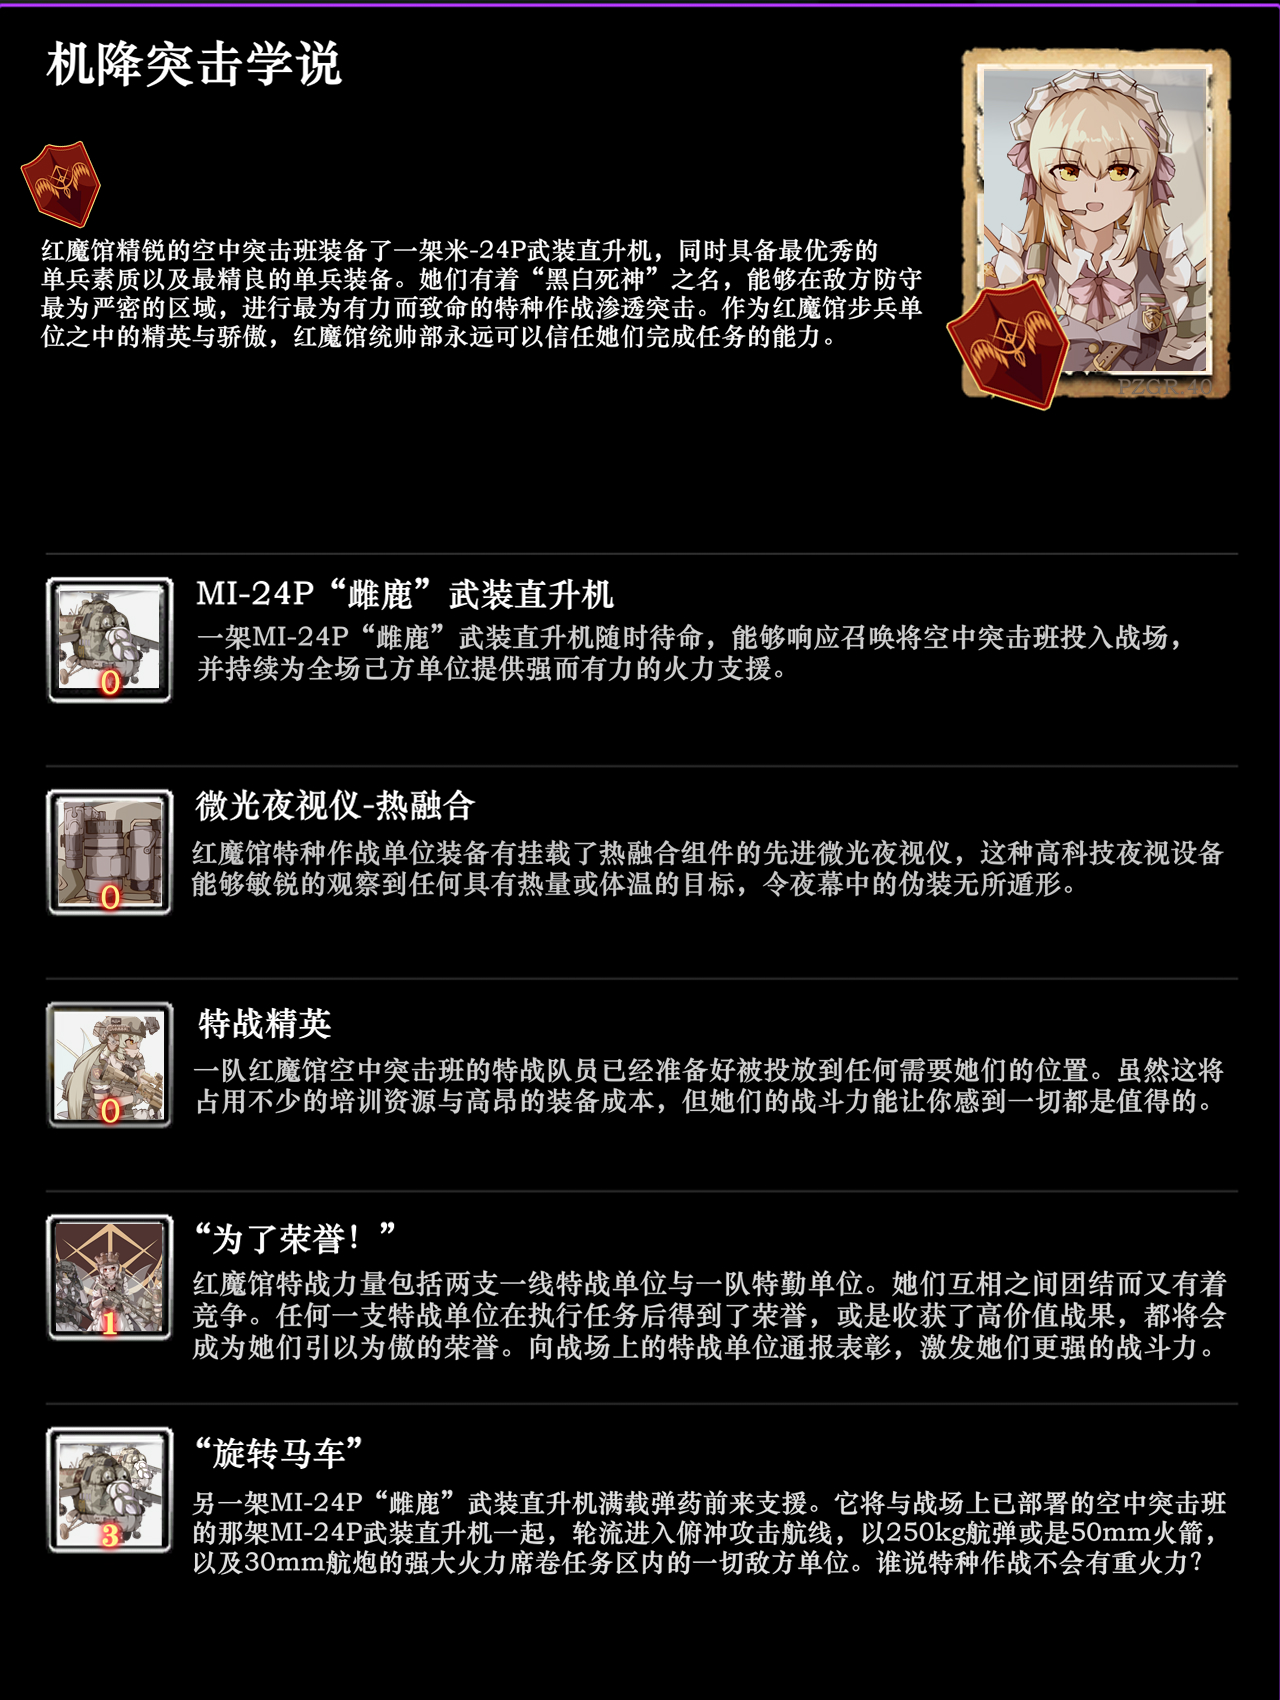 机降突击学说
红魔馆精锐的空中突击班装备了一架米-24P武装直升机，同时具备最优秀的
单兵素质以及最精良的单兵装备。她们有着“黑白死神”之名，能够在敌方防守
最为严密的区域，进行最为有力而致命的特种作战渗透突击。作为红魔馆步兵单
位之中的精英与骄傲，红魔馆统帅部永远可以信任她们完成任务的能力。
PZGR 40
MI-24P“雌鹿”武装直升机
一架MI-24P“雌鹿”武装直升机随时待命，能够响应召唤将空中突击班投入战场，
并持续为全场己方单位提供强而有力的火力支援。
0
微光夜视仪-热融合
红魔馆特种作战单位装备有挂载了热融合组件的先进微光夜视仪，这种高科技夜视设备
能够敏锐的观察到任何具有热量或体温的目标，令夜幕中的伪装无所遁形。
0
特战精英
一队红魔馆空中突击班的特战队员已经准备好被投放到任何需要她们的位置。虽然这将
占用不少的培训资源与高昂的装备成本，但她们的战斗力能让你感到一切都是值得的。
0
“为了荣誉！”
红魔馆特战力量包括两支一线特战单位与一队特勤单位。她们互相之间团结而又有着
竞争。任何一支特战单位在执行任务后得到了荣誉，或是收获了高价值战果，都将会
成为她们引以为傲的荣誉。向战场上的特战单位通报表彰，激发她们更强的战斗力。
1
“旋转马车”
另一架MI-24P“雌鹿”武装直升机满载弹药前来支援。它将与战场上已部署的空中突击班
的那架MI-24P武装直升机一起，轮流进入俯冲攻击航线，以250kg航弹或是50mm火箭，
以及30mm航炮的强大火力席卷任务区内的一切敌方单位。谁说特种作战不会有重火力？
3